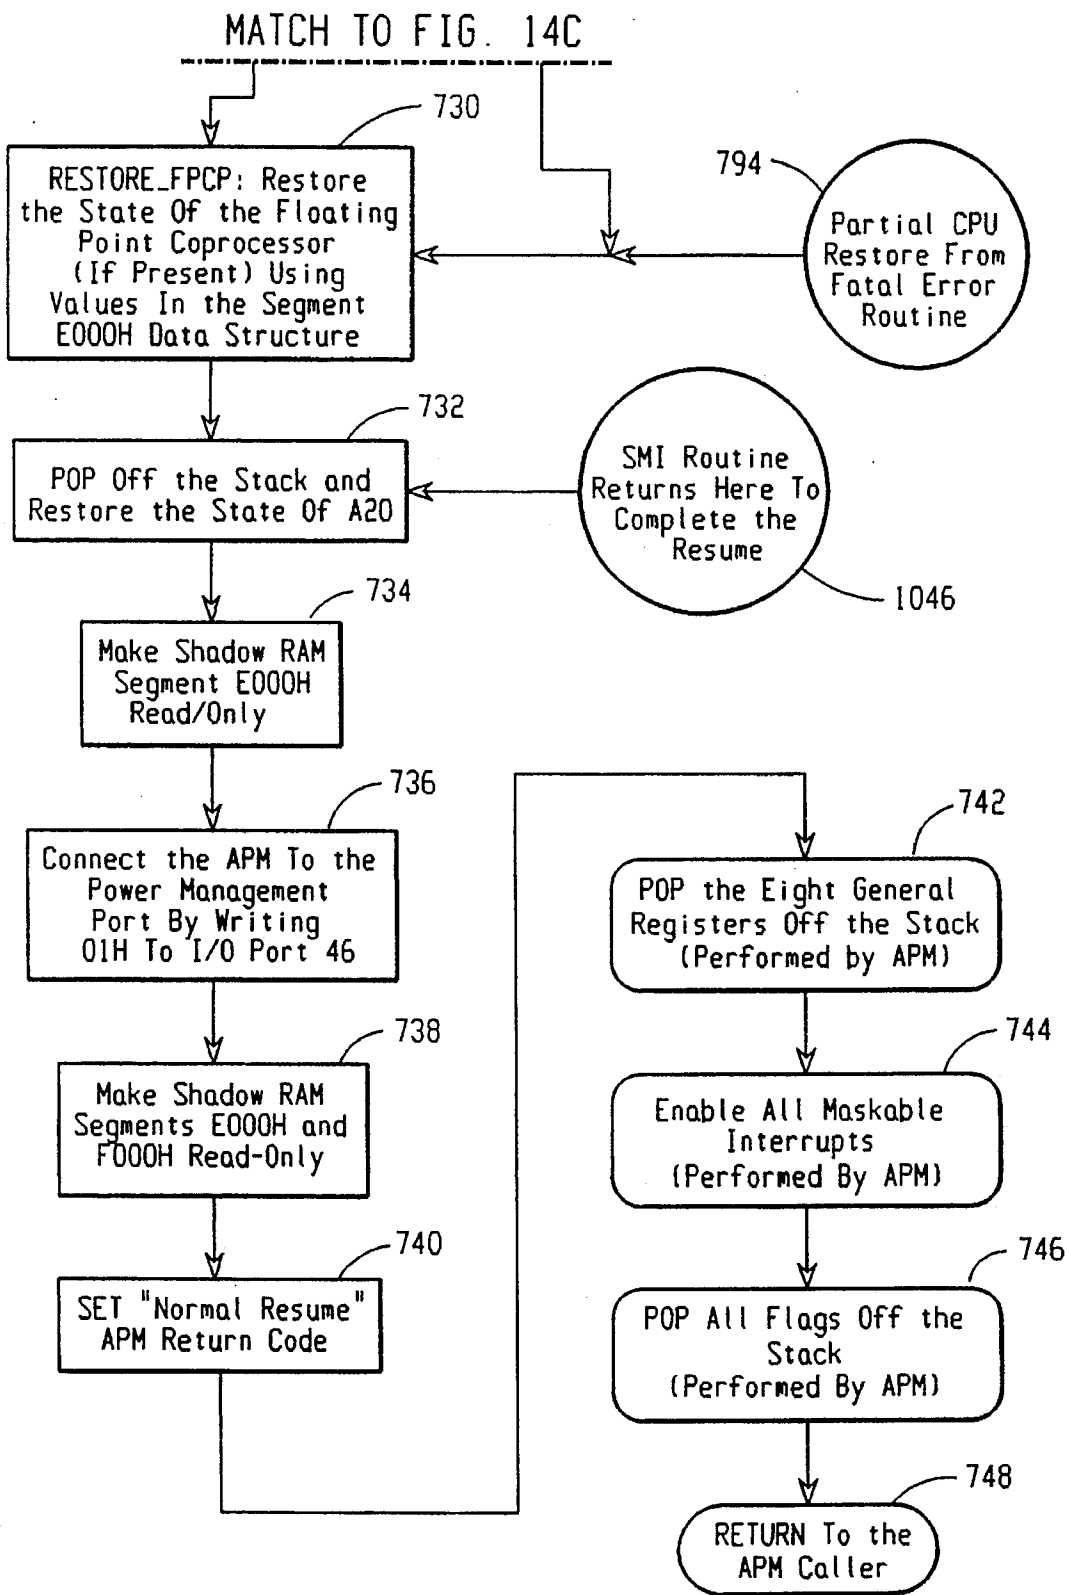 MATCH TO FIG. 14C
730
RESTORE_FPCP: Restore
the State Of the Floating
Point Coprocessor
(If Present) Using
Values In the Segment
E000H Data Structure
794
Partial CPU
Restore From
Fatal Error
Routine
732
POP Off the Stack and
Restore the State Of A20
SMI Routine
Returns Here To
Complete the
Resume
1046
734
Make Shadow RAM
Segment E000H
Read/Only
736
Connect the APM To the
Power Management
Port By Writing
01H To I/O Port 46
738
Make Shadow RAM
Segments E000H and
F000H Read-Only
740
SET "Normal Resume"
APM Return Code
742
POP the Eight General
Registers Off the Stack
(Performed by APM)
744
Enable All Maskable
Interrupts
(Performed By APM)
746
POP All Flags Off the
Stack
(Performed By APM)
748
RETURN To the
APM Caller